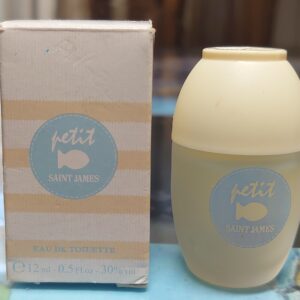 petit
SAINT JAMES
EAU DE TOILETTE
℮12 ml - 0.5 fl oz - 30% vol
petit
SAINT JAMES